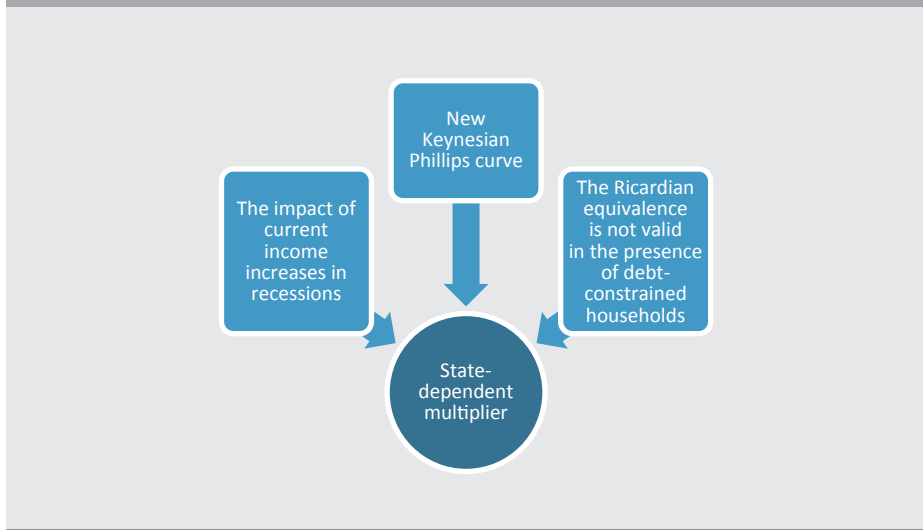 New
Keynesian
Phillips curve
The impact of
current
income
increases in
recessions
The Ricardian
equivalence
is not valid
in the presence
of debt-
constrained
households
State-
dependent
multiplier